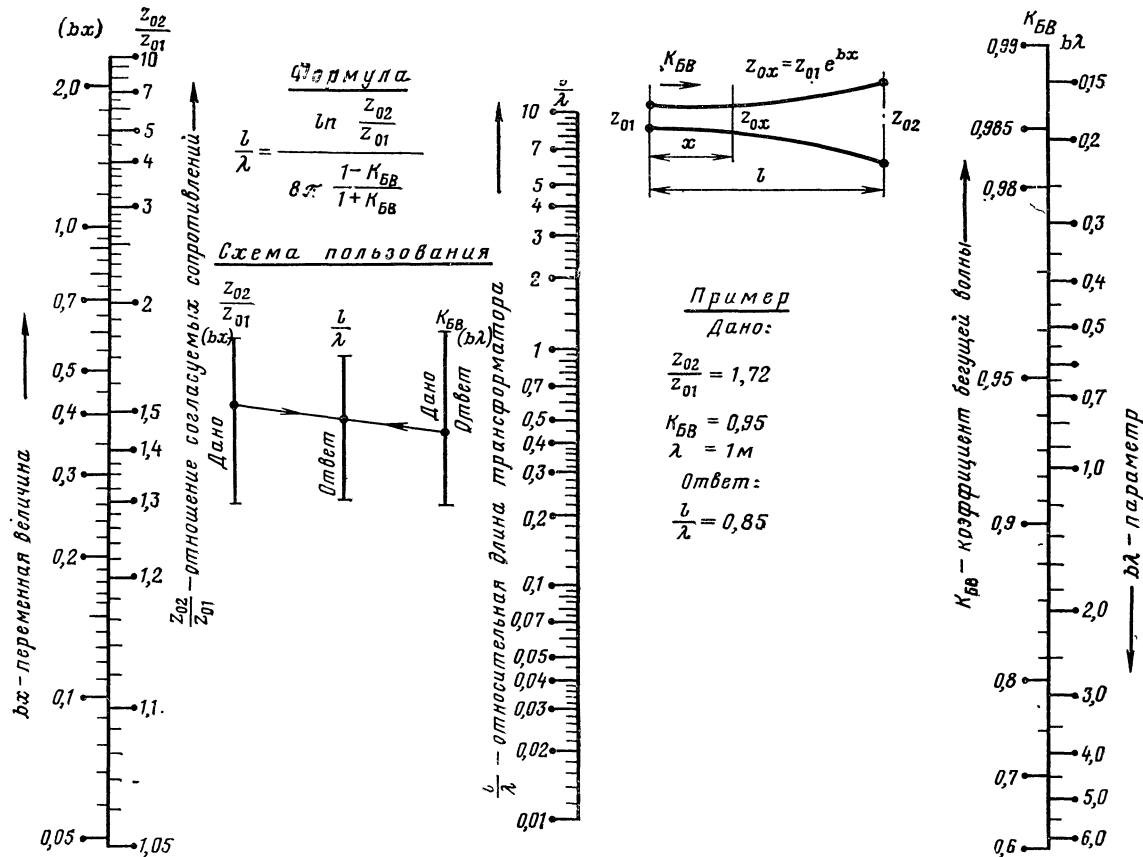 (bx)
Z02/Z01
2,0
1,0
0,7
0,5
0,4
0,3
0,2
0,1
0,05
10
7
5
4
3
2
1,5
1,4
1,3
1,2
1,1
1,05
bx – переменная величина
Z02/Z01 – отношение согласуемых сопротивлений
Формула
l/λ = ln Z02/Z01 / 8π 1-КБВ/1+КБВ
Схема пользования
Z02/Z01
(bx)
l/λ
КБВ
(bλ)
Дано
Ответ
Дано
Ответ
10
7
5
4
3
2
1
0,7
0,5
0,4
0,3
0,2
0,1
0,07
0,05
0,04
0,03
0,02
0,01
– относительная длина трансформатора
КБВ
Z0x=Z01 e^bx
Z01
Z0x
Z02
x
l
Пример
Дано:
Z02/Z01 = 1,72
КБВ = 0,95
λ = 1м
Ответ:
l/λ = 0,85
КБВ
bλ
0,99
0,985
0,98
0,95
0,9
0,8
0,7
0,6
0,15
0,2
0,3
0,4
0,5
0,7
1,0
2,0
3,0
4,0
5,0
6,0
КБВ – коэффициент бегущей волны
bλ – параметр